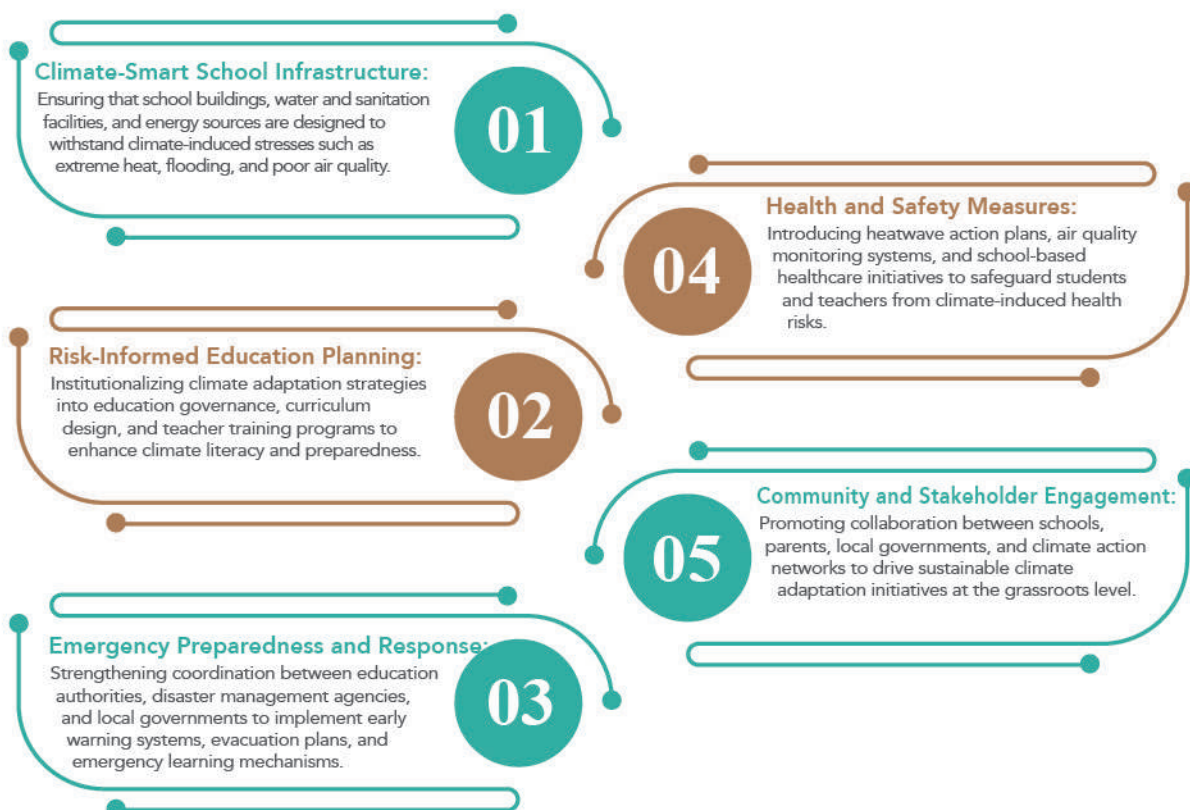 Climate-Smart School Infrastructure:
Ensuring that school buildings, water and sanitation
facilities, and energy sources are designed to
withstand climate-induced stresses such as
extreme heat, flooding, and poor air quality.
01
Risk-Informed Education Planning:
Institutionalizing climate adaptation strategies
into education governance, curriculum
design, and teacher training programs to
enhance climate literacy and preparedness.
02
Emergency Preparedness and Response:
Strengthening coordination between education
authorities, disaster management agencies,
and local governments to implement early
warning systems, evacuation plans, and
emergency learning mechanisms.
03
Health and Safety Measures:
Introducing heatwave action plans, air quality
monitoring systems, and school-based
healthcare initiatives to safeguard students
and teachers from climate-induced health
risks.
04
Community and Stakeholder Engagement:
Promoting collaboration between schools,
parents, local governments, and climate action
networks to drive sustainable climate
adaptation initiatives at the grassroots level.
05